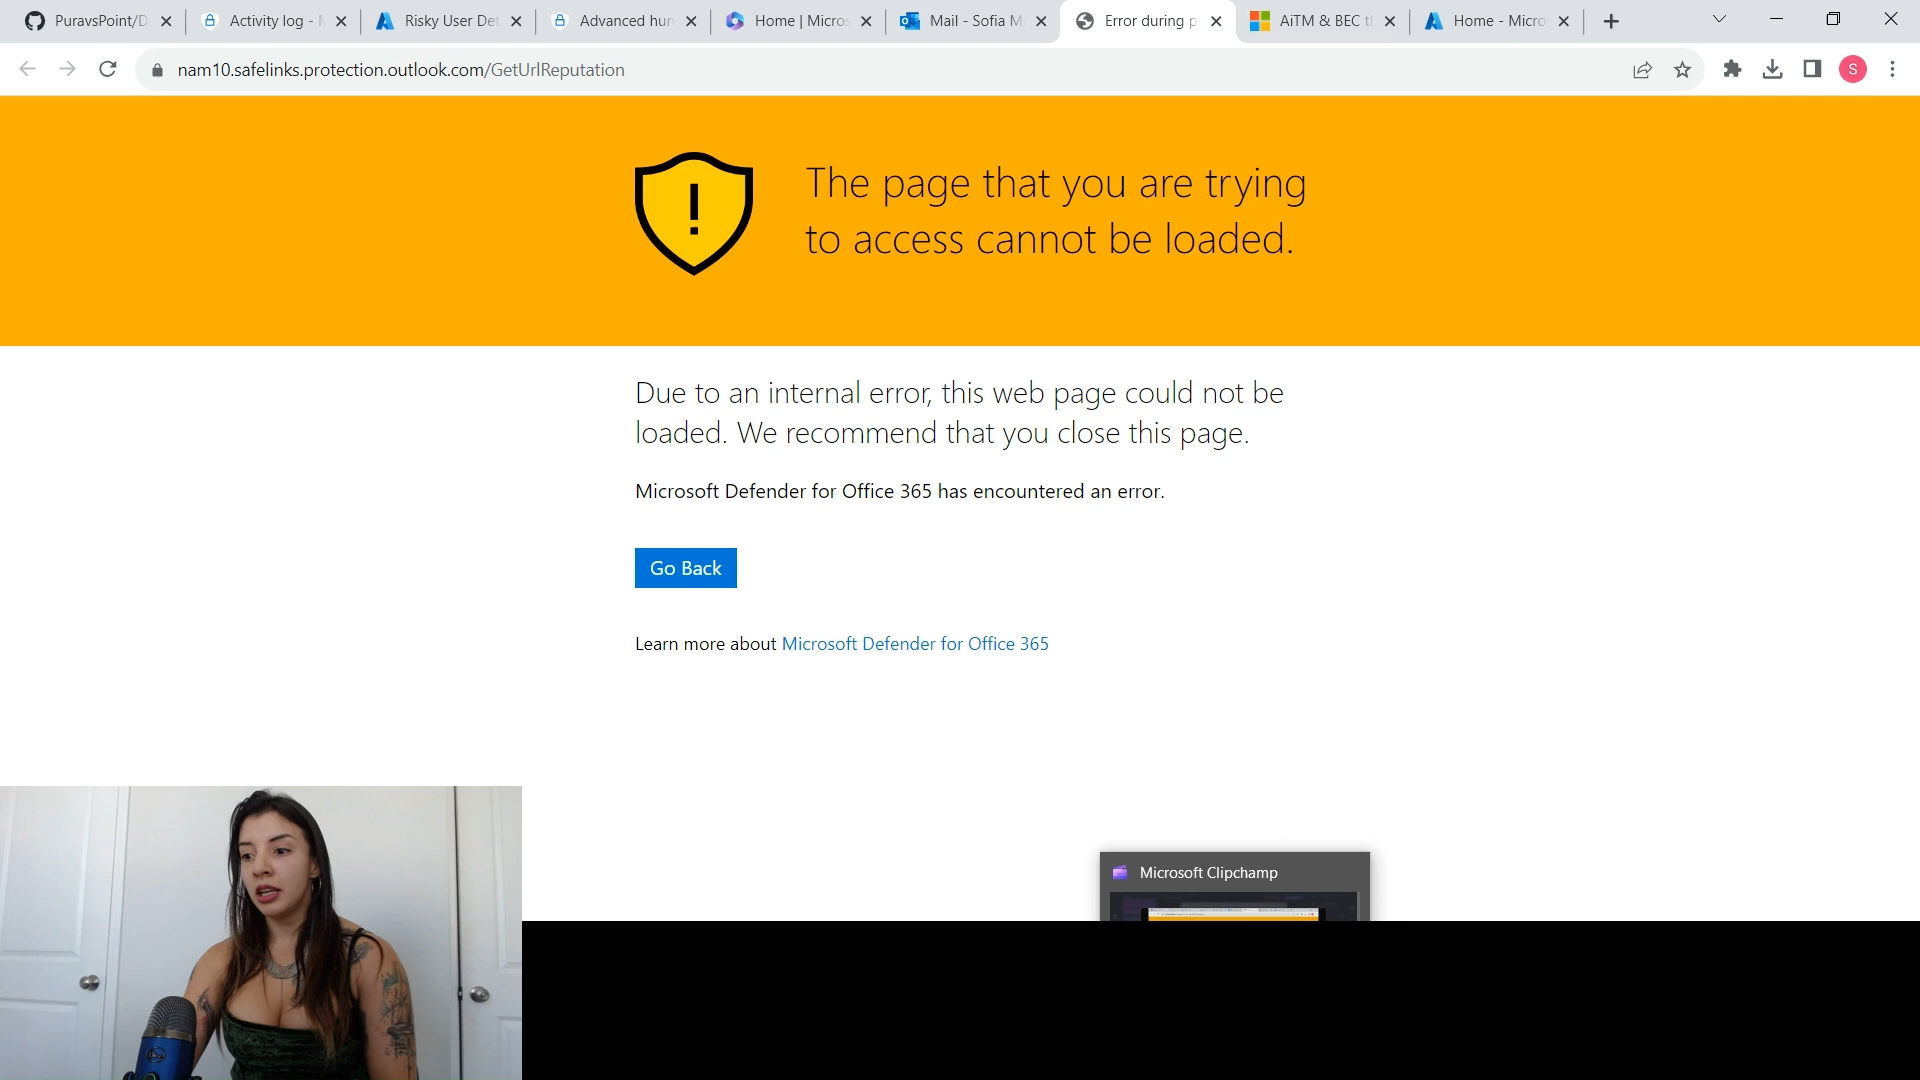 PuravsPoint/D
Activity log - M
Risky User Det
Advanced hun
Home | Micros
Mail - Sofia M
Error during p
AiTM & BEC t
Home - Micro
nam10.safelinks.protection.outlook.com/GetUrlReputation
S
The page that you are trying
to access cannot be loaded.
Due to an internal error, this web page could not be
loaded. We recommend that you close this page.
Microsoft Defender for Office 365 has encountered an error.
Go Back
Learn more about Microsoft Defender for Office 365
Microsoft Clipchamp